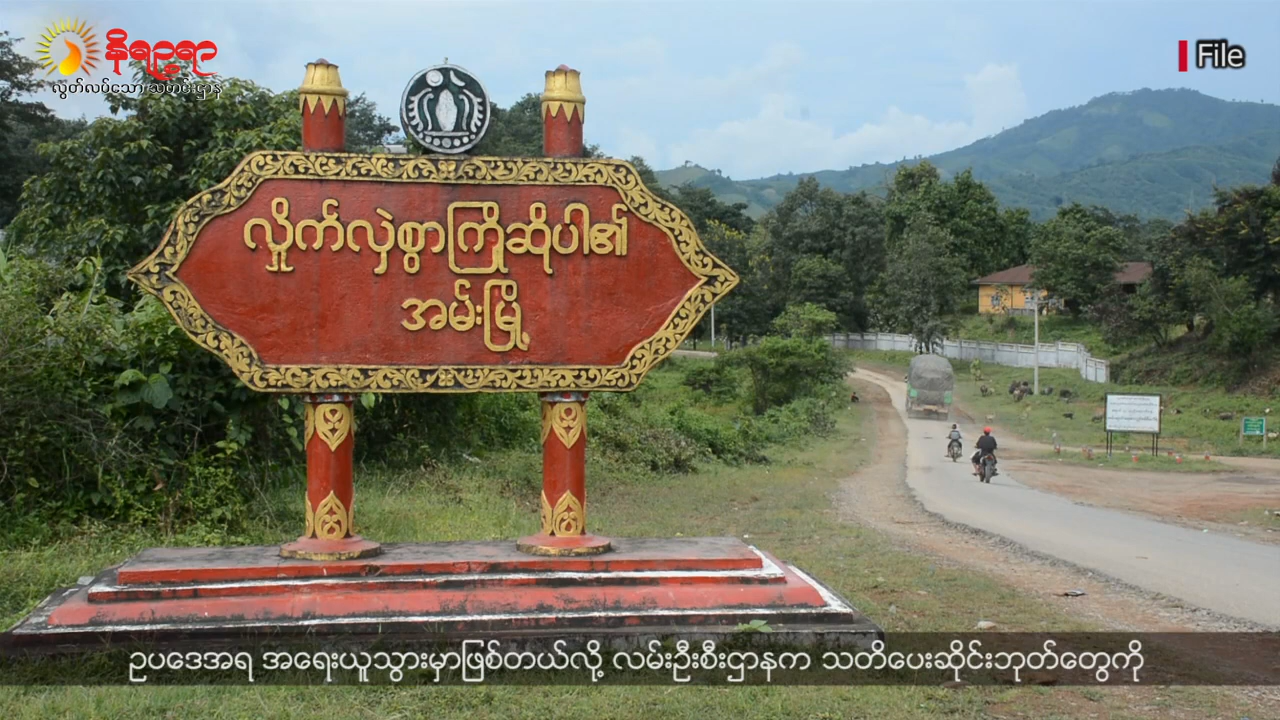 နိရဥ္စရာ
လွတ်လပ်သော သတင်းဌာန
File
လှိုက်လှဲစွာကြိုဆိုပါ၏
အမ်းမြို့
ဥပဒေအရ အရေးယူသွားမှာဖြစ်တယ်လို့ လမ်းဦးစီးဌာနက သတိပေးဆိုင်းဘုတ်တွေကို